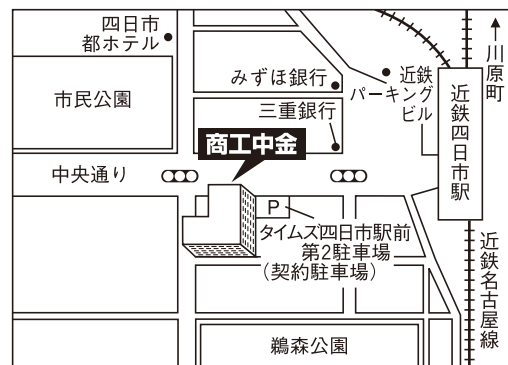 四日市
都ホテル
↑川原町
みずほ銀行
近鉄
パーキング
ビル
市民公園
三重銀行
近鉄四日市駅
商工中金
中央通り
P
タイムズ四日市駅前
第2駐車場
(契約駐車場)
近鉄名古屋線
鵜森公園